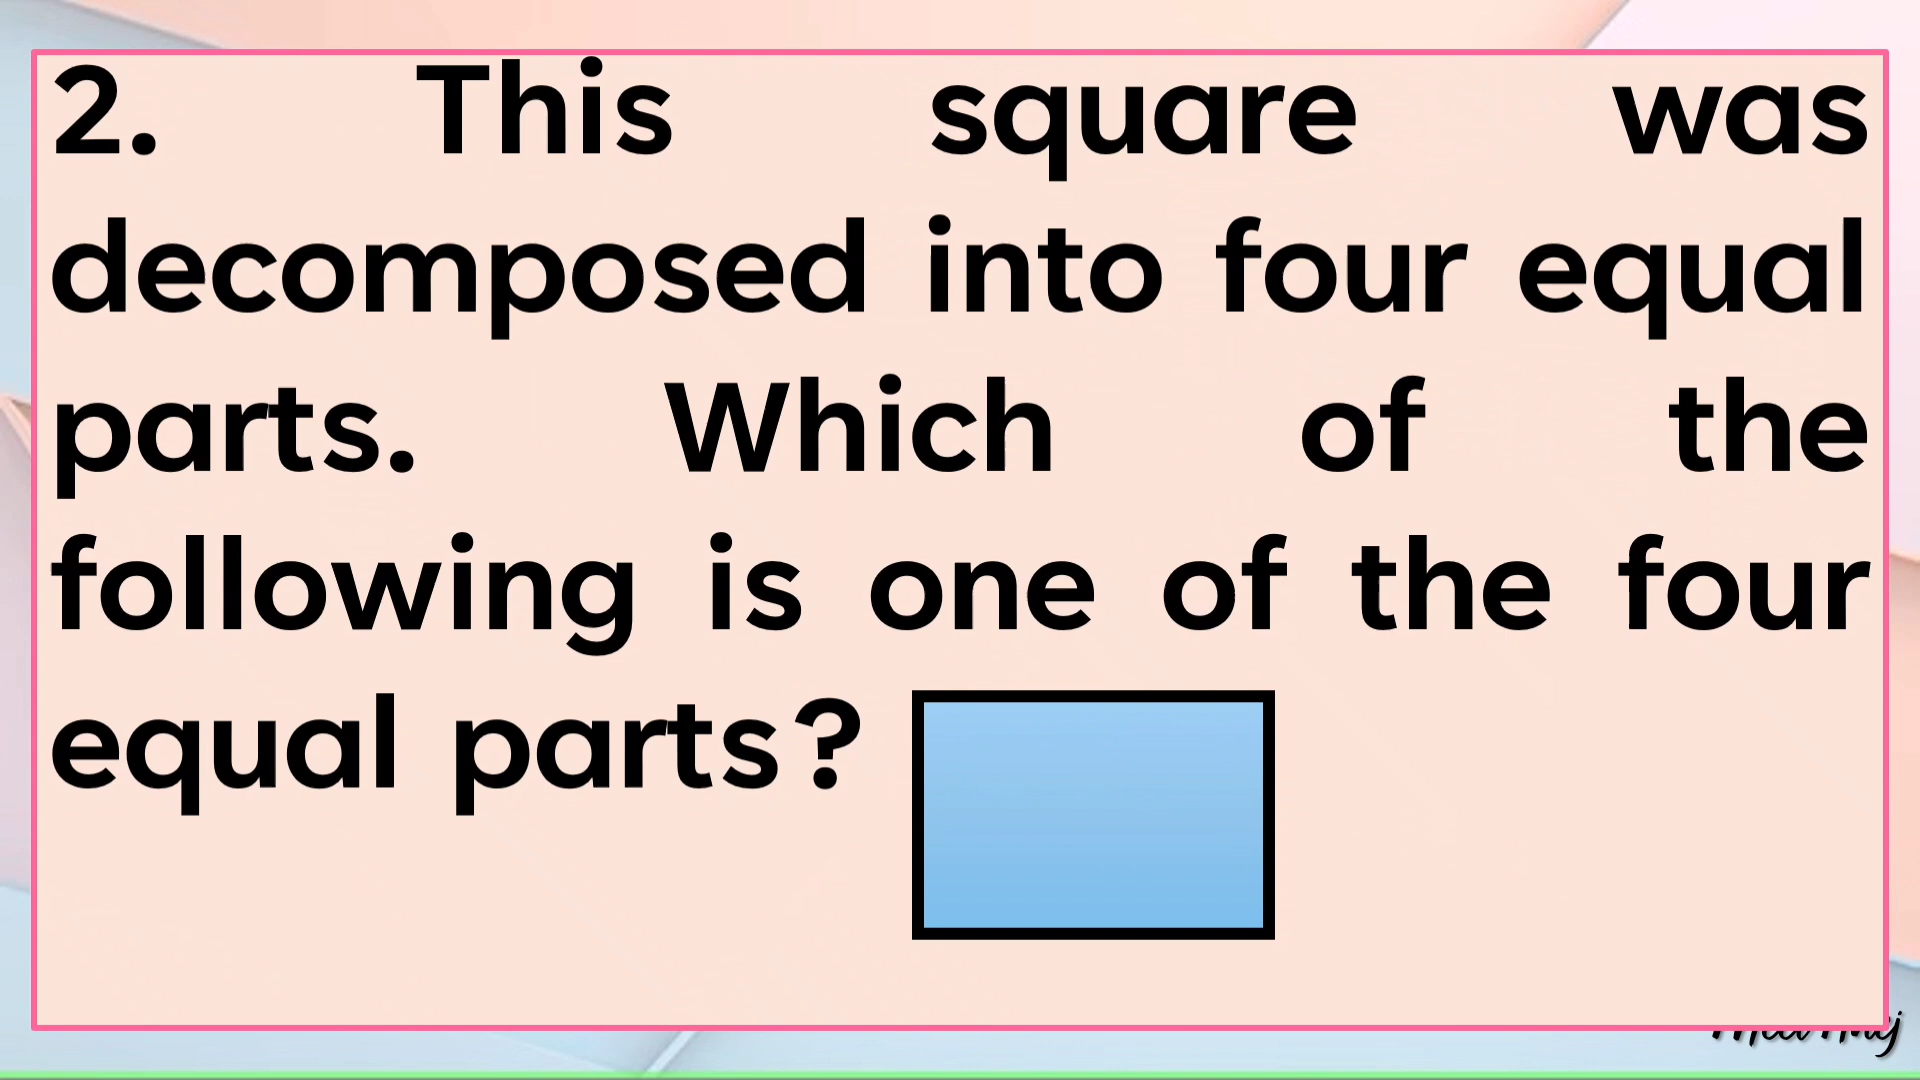 2. This square was
decomposed into four equal
parts. Which of the
following is one of the four
equal parts?